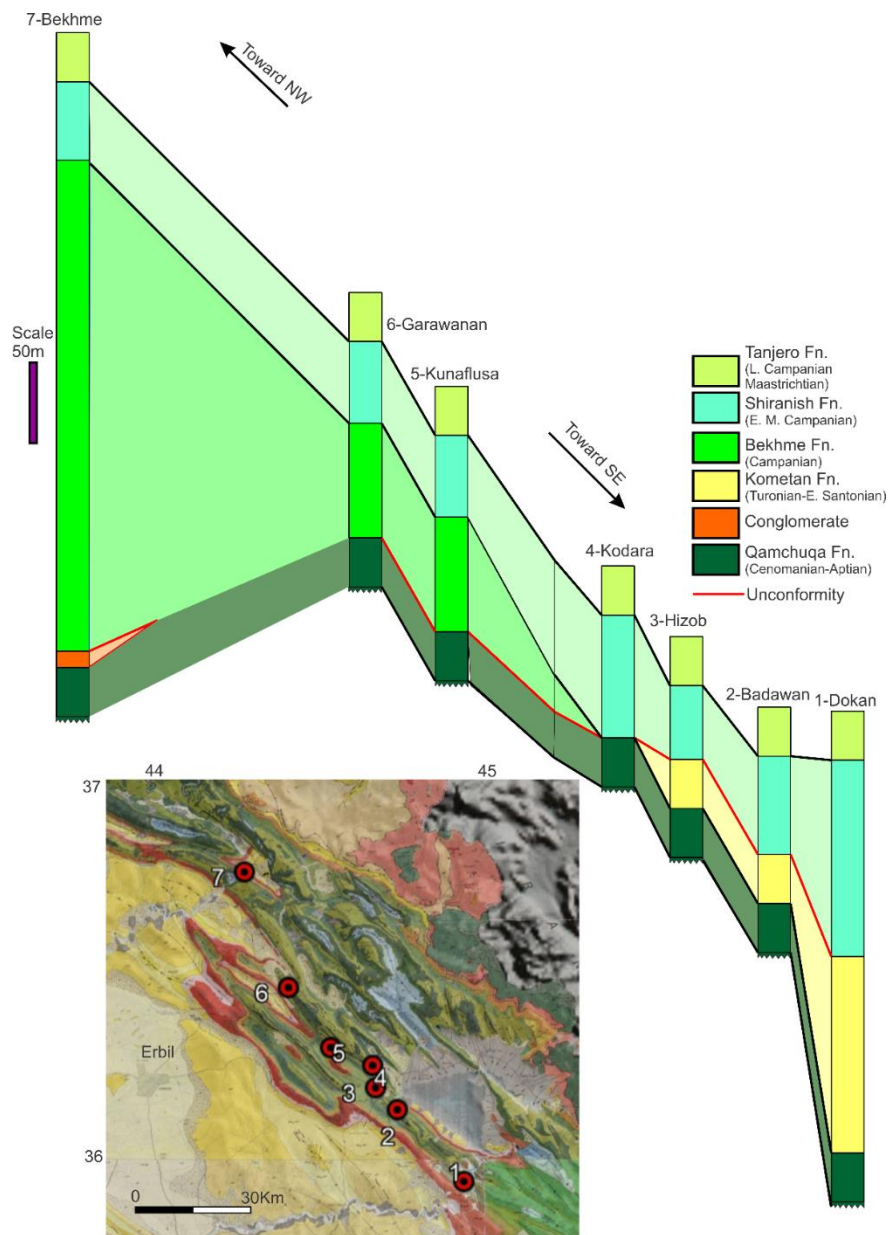 7-Bekhme
Toward NW
Scale
50m
6-Garawanan
5-Kunaflusa
Toward SE
4-Kodara
3-Hizob
2-Badawan
1-Dokan
Tanjero Fn.
(L. Campanian
Maastrichtian)
Shiranish Fn.
(E. M. Campanian)
Bekhme Fn.
(Campanian)
Kometan Fn.
(Turonian-E. Santonian)
Conglomerate
Qamchuqa Fn.
(Cenomanian-Aptian)
Unconformity
44
45
37
7
6
5
Erbil
4
3
2
36
1
0
30Km